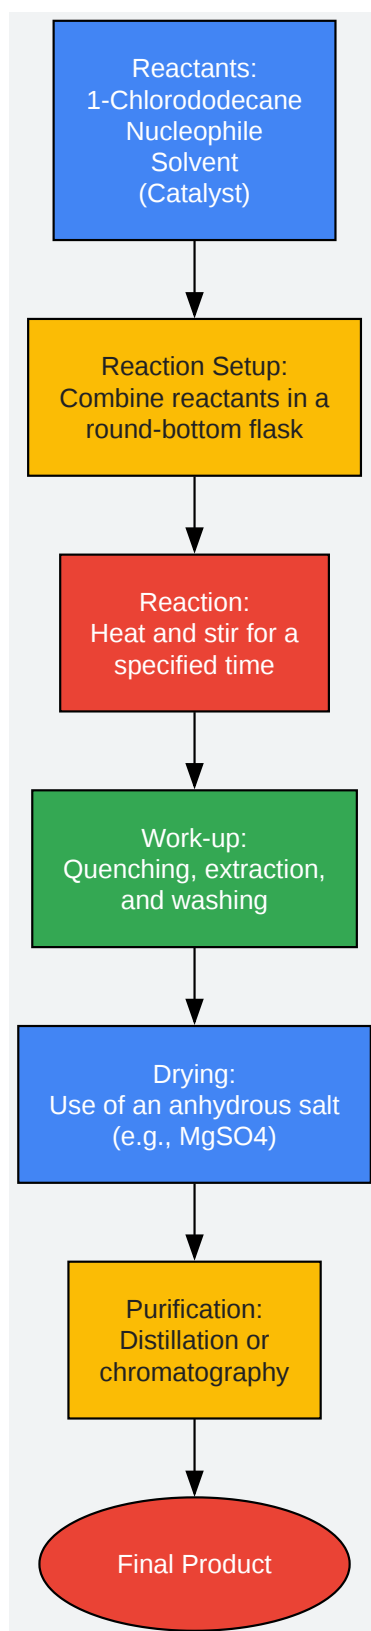 Reactants:
1-Chlorododecane
Nucleophile
Solvent
(Catalyst)
Reaction Setup:
Combine reactants in a
round-bottom flask
Reaction:
Heat and stir for a
specified time
Work-up:
Quenching, extraction,
and washing
Drying:
Use of an anhydrous salt
(e.g., MgSO4)
Purification:
Distillation or
chromatography
Final Product